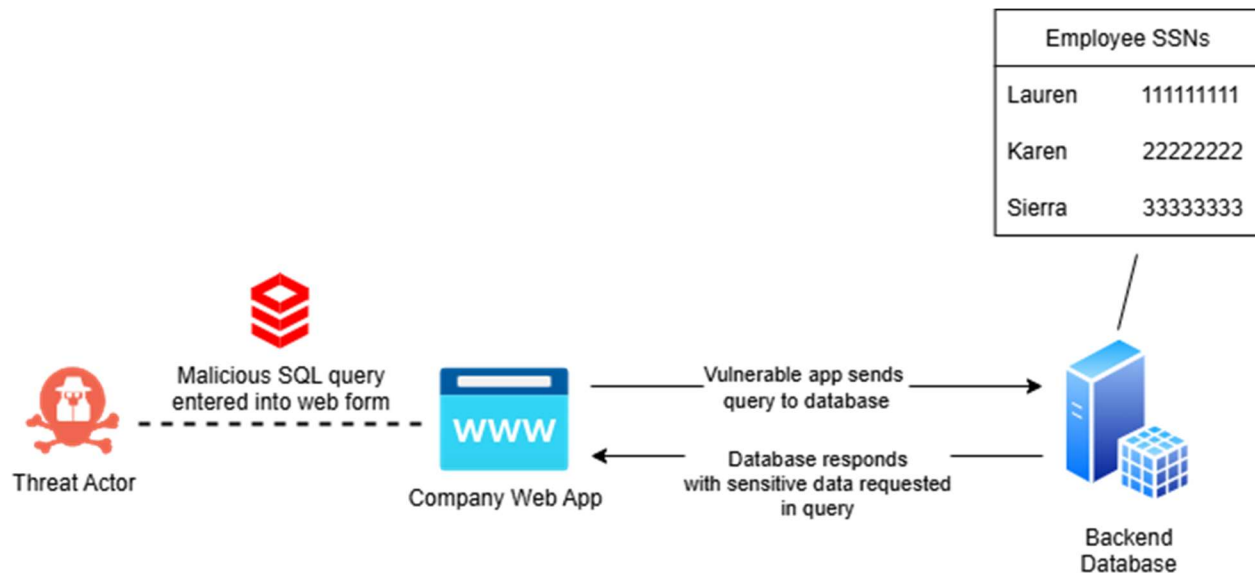 Employee SSNs
Lauren 111111111
Karen 22222222
Sierra 33333333
Malicious SQL query
entered into web form
Threat Actor
WWW
Company Web App
Vulnerable app sends
query to database
Database responds
with sensitive data requested
in query
Backend
Database